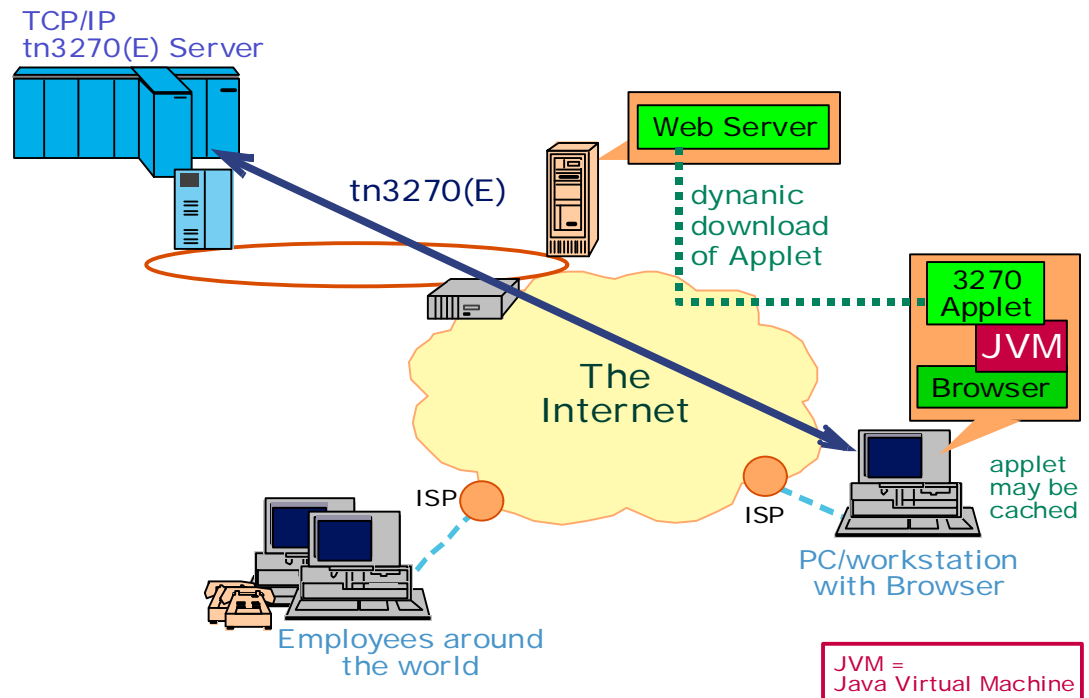 TCP/IP
tn3270(E) Server
Web Server
tn3270(E)
dynanic
download
of Applet
3270
Applet
JVM
Browser
The
Internet
ISP
ISP
applet
may be
cached
PC/workstation
with Browser
Employees around
the world
JVM =
Java Virtual Machine